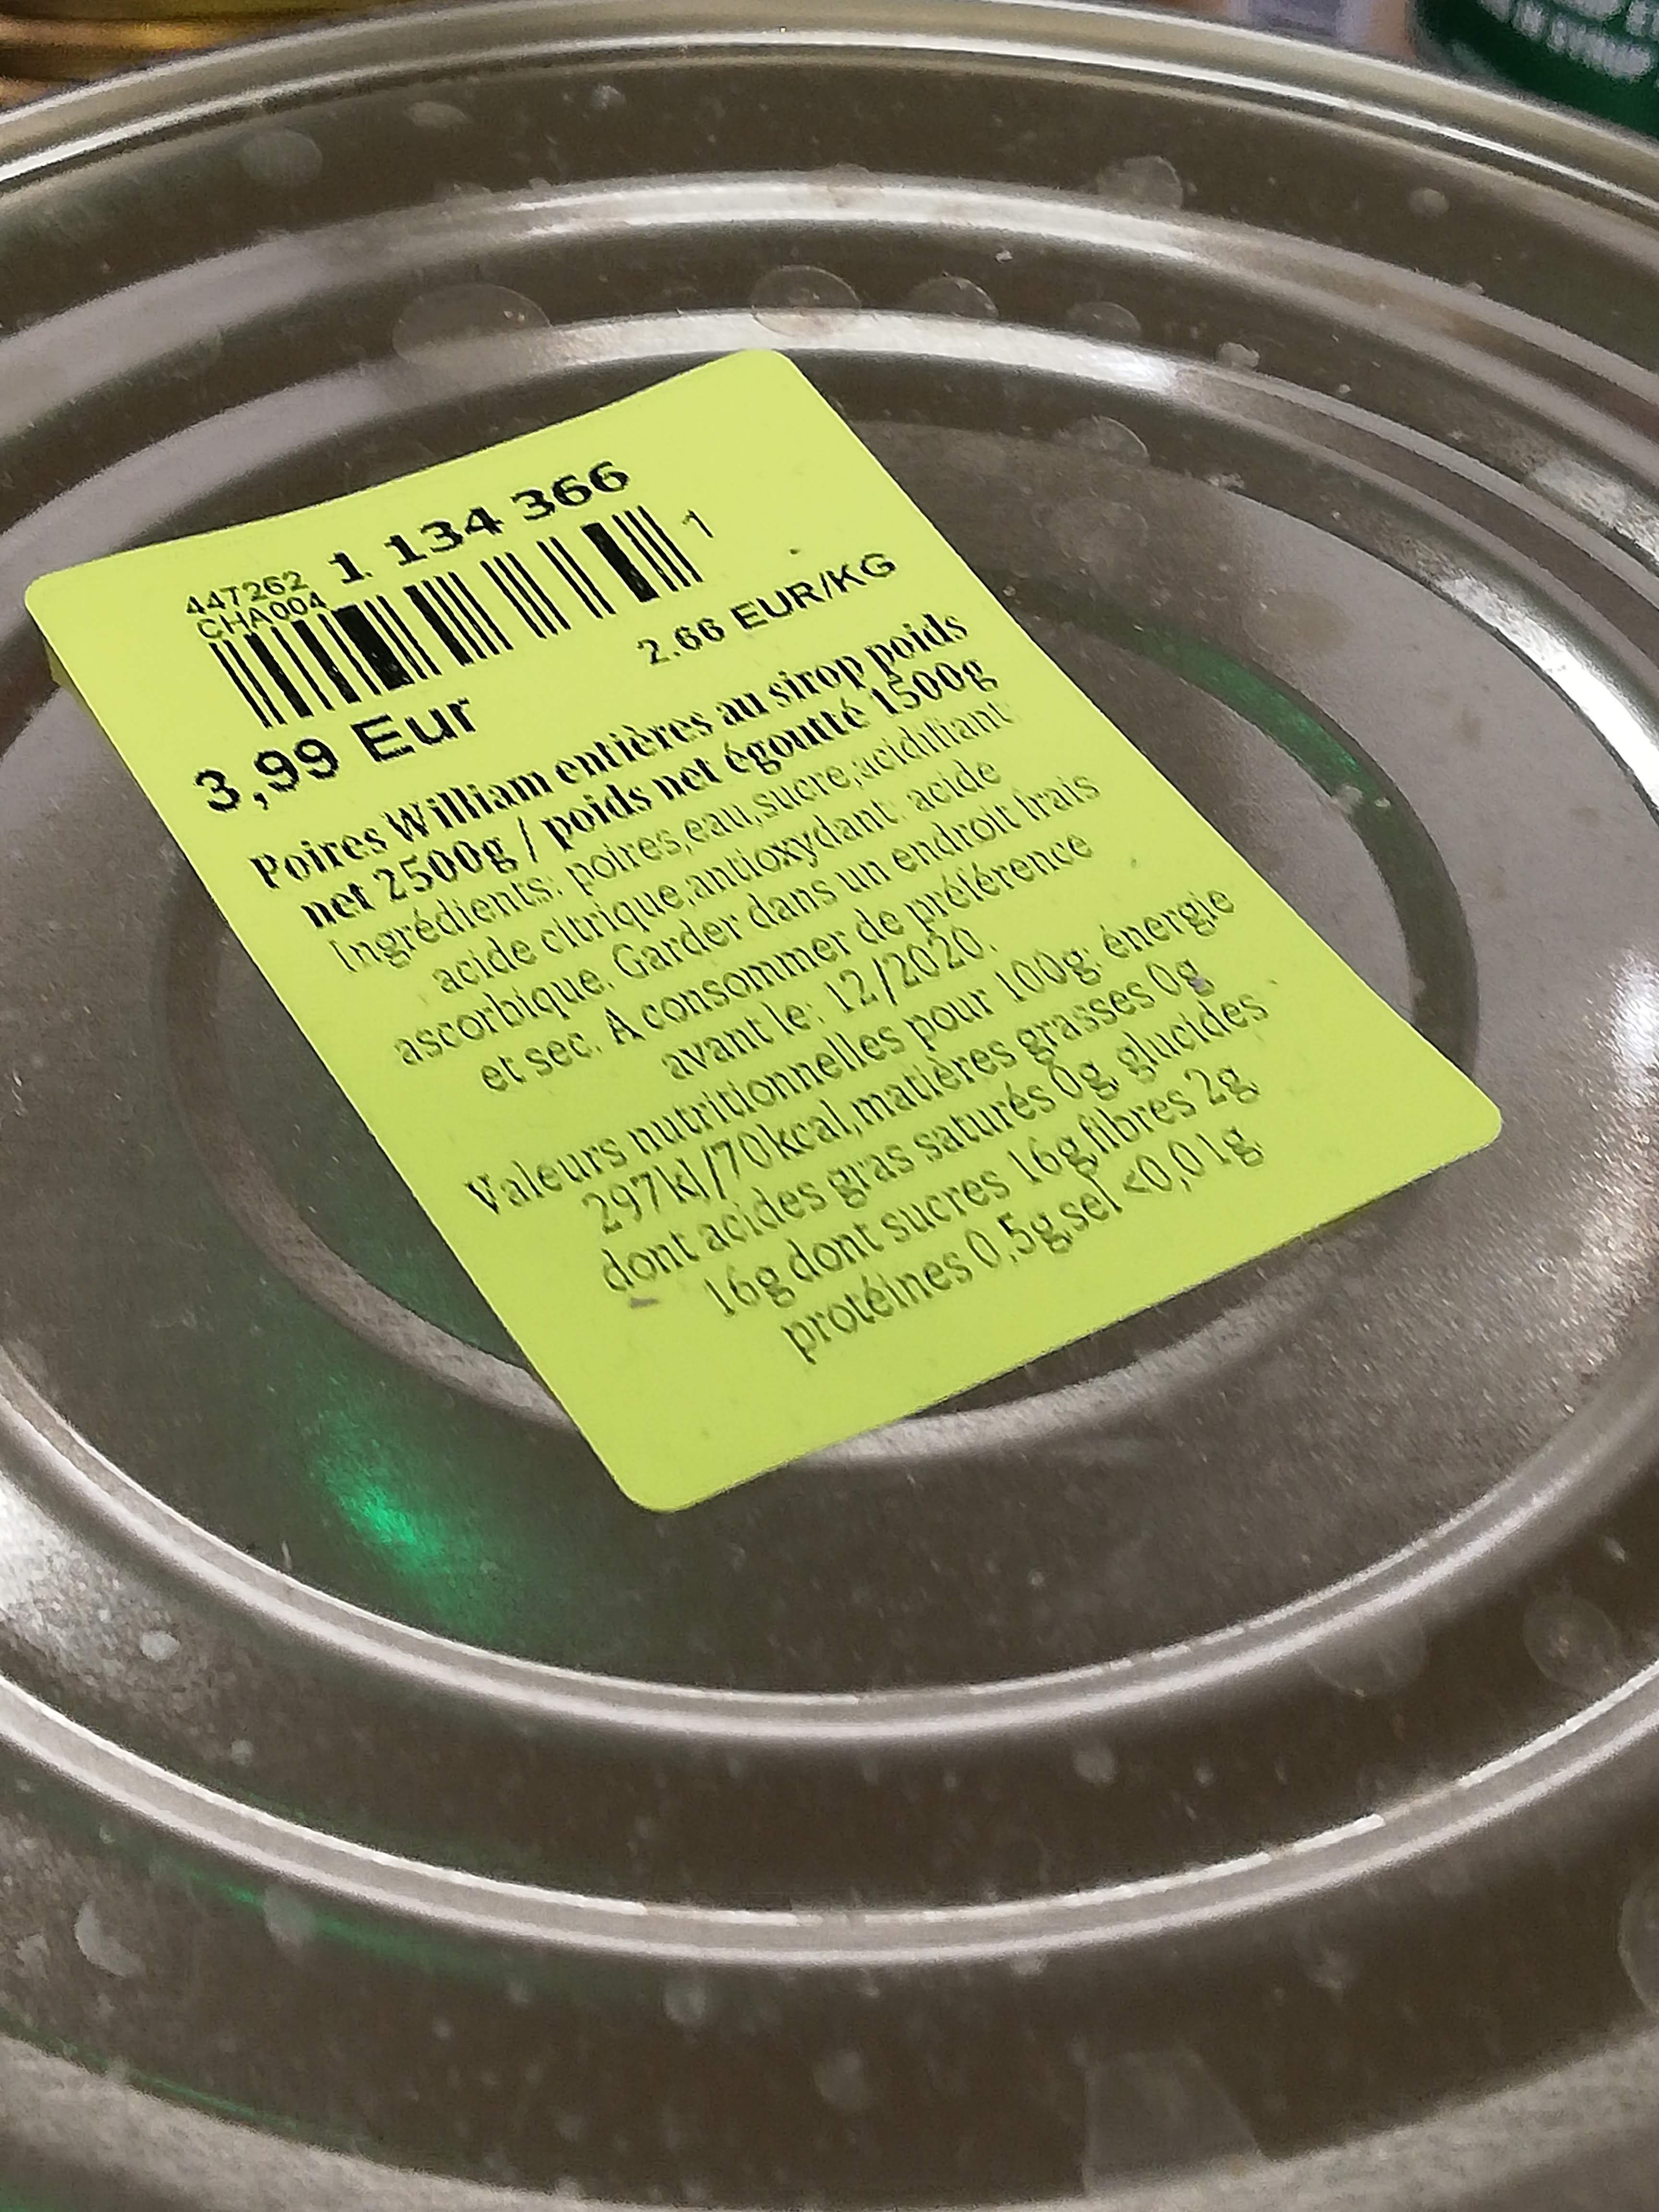 447262 1 134 366
CHA004
1
2.66 EUR/KG
3,99 Eur
Poires William entières au sirop poids
net 2500g / poids net égoutté 1500g
Ingrédients: poires,eau,sucre,acidifiant:
acide citrique,antioxydant: acide
ascorbique. Garder dans un endroit frais
et sec. A consommer de préférence
avant le: 12/2020.
Valeurs nutritionnelles pour 100g: énergie
297kJ/70kcal,matières grasses 0g
dont acides gras saturés 0g, glucides
16g dont sucres 16g,fibres 2g,
protéines 0,5g,sel <0,01g.